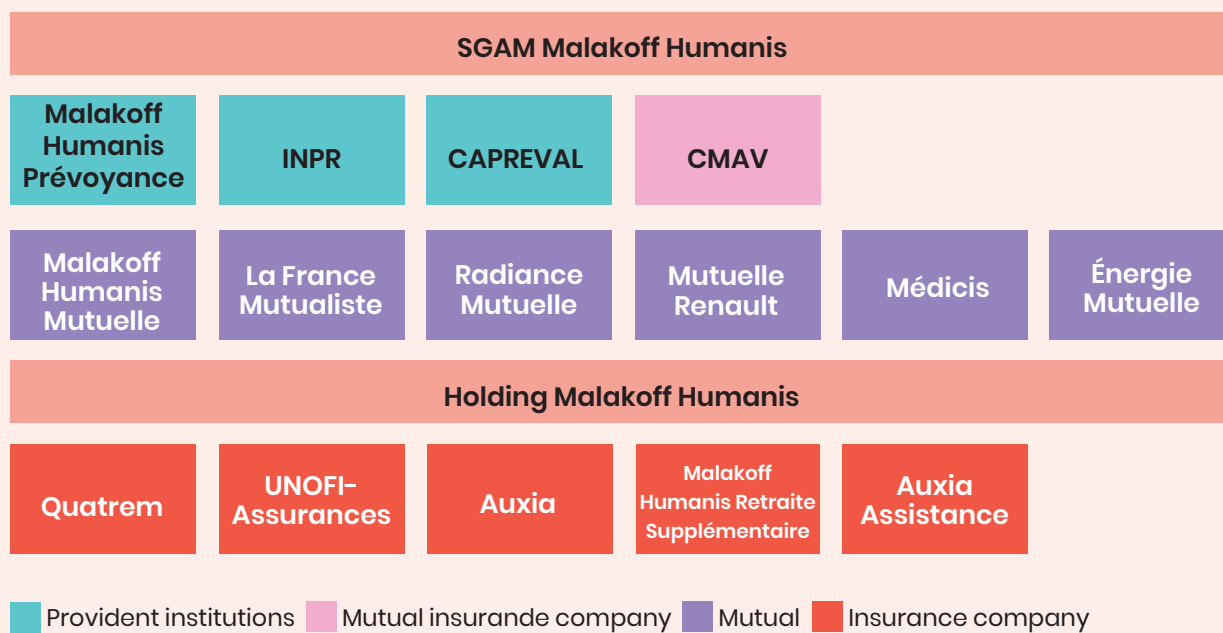 SGAM Malakoff Humanis
Malakoff
Humanis
Prévoyance
INPR
CAPREVAL
CMAV
Malakoff
Humanis
Mutuelle
La France
Mutualiste
Radiance
Mutuelle
Mutuelle
Renault
Médicis
Énergie
Mutuelle
Holding Malakoff Humanis
Quatrem
UNOFI-
Assurances
Auxia
Malakoff
Humanis Retraite
Supplémentaire
Auxia
Assistance
Provident institutions
Mutual insurande company
Mutual
Insurance company